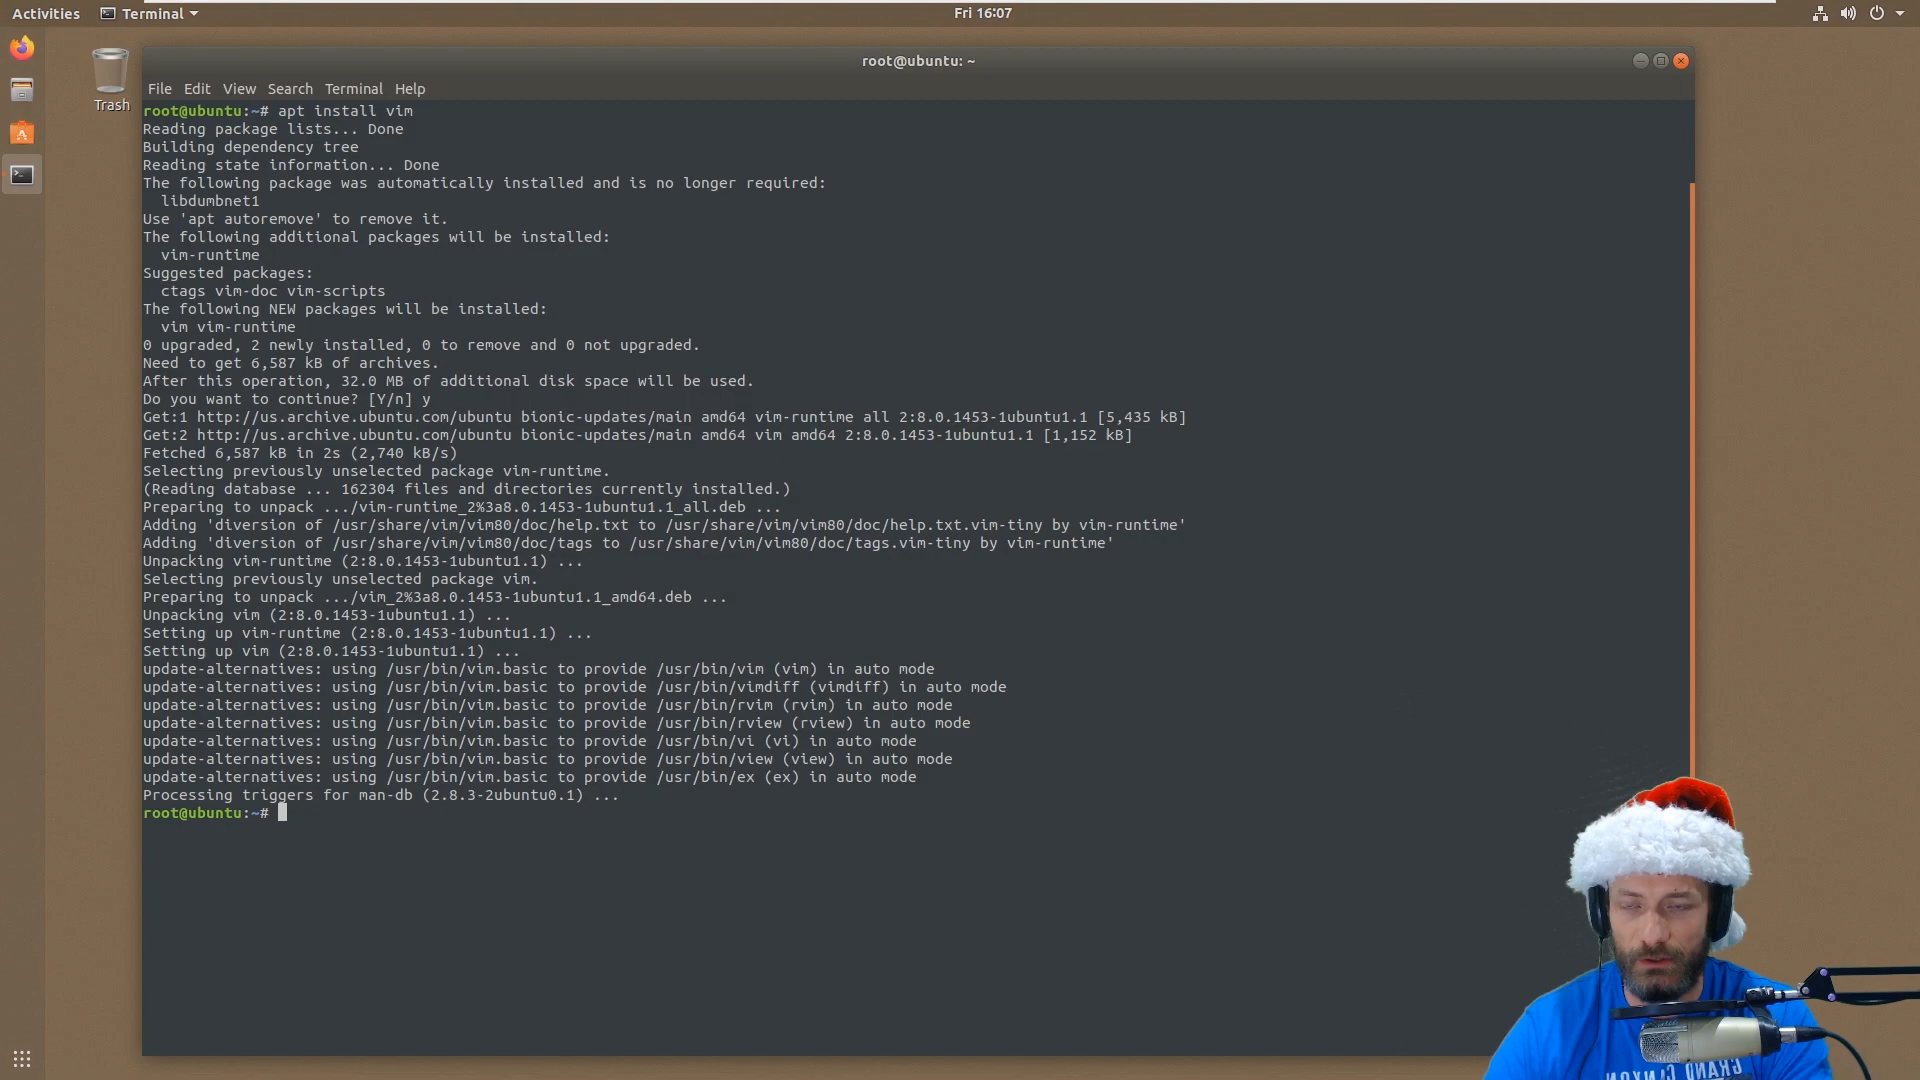 Activities
Terminal
Fri 16:07
Trash
root@ubuntu: ~
File Edit View Search Terminal Help
root@ubuntu:~# apt install vim
Reading package lists... Done
Building dependency tree
Reading state information... Done
The following package was automatically installed and is no longer required:
libdumbnet1
Use 'apt autoremove' to remove it.
The following additional packages will be installed:
vim-runtime
Suggested packages:
ctags vim-doc vim-scripts
The following NEW packages will be installed:
vim vim-runtime
0 upgraded, 2 newly installed, 0 to remove and 0 not upgraded.
Need to get 6,587 kB of archives.
After this operation, 32.0 MB of additional disk space will be used.
Do you want to continue? [Y/n] y
Get:1 http://us.archive.ubuntu.com/ubuntu bionic-updates/main amd64 vim-runtime all 2:8.0.1453-1ubuntu1.1 [5,435 kB]
Get:2 http://us.archive.ubuntu.com/ubuntu bionic-updates/main amd64 vim amd64 2:8.0.1453-1ubuntu1.1 [1,152 kB]
Fetched 6,587 kB in 2s (2,740 kB/s)
Selecting previously unselected package vim-runtime.
(Reading database ... 162304 files and directories currently installed.)
Preparing to unpack .../vim-runtime_2%3a8.0.1453-1ubuntu1.1_all.deb ...
Adding 'diversion of /usr/share/vim/vim80/doc/help.txt to /usr/share/vim/vim80/doc/help.txt.vim-tiny by vim-runtime'
Adding 'diversion of /usr/share/vim/vim80/doc/tags to /usr/share/vim/vim80/doc/tags.vim-tiny by vim-runtime'
Unpacking vim-runtime (2:8.0.1453-1ubuntu1.1) ...
Selecting previously unselected package vim.
Preparing to unpack .../vim_2%3a8.0.1453-1ubuntu1.1_amd64.deb ...
Unpacking vim (2:8.0.1453-1ubuntu1.1) ...
Setting up vim-runtime (2:8.0.1453-1ubuntu1.1) ...
Setting up vim (2:8.0.1453-1ubuntu1.1) ...
update-alternatives: using /usr/bin/vim.basic to provide /usr/bin/vim (vim) in auto mode
update-alternatives: using /usr/bin/vim.basic to provide /usr/bin/vimdiff (vimdiff) in auto mode
update-alternatives: using /usr/bin/vim.basic to provide /usr/bin/rvim (rvim) in auto mode
update-alternatives: using /usr/bin/vim.basic to provide /usr/bin/rview (rview) in auto mode
update-alternatives: using /usr/bin/vim.basic to provide /usr/bin/vi (vi) in auto mode
update-alternatives: using /usr/bin/vim.basic to provide /usr/bin/view (view) in auto mode
update-alternatives: using /usr/bin/vim.basic to provide /usr/bin/ex (ex) in auto mode
Processing triggers for man-db (2.8.3-2ubuntu0.1) ...
root@ubuntu:~#